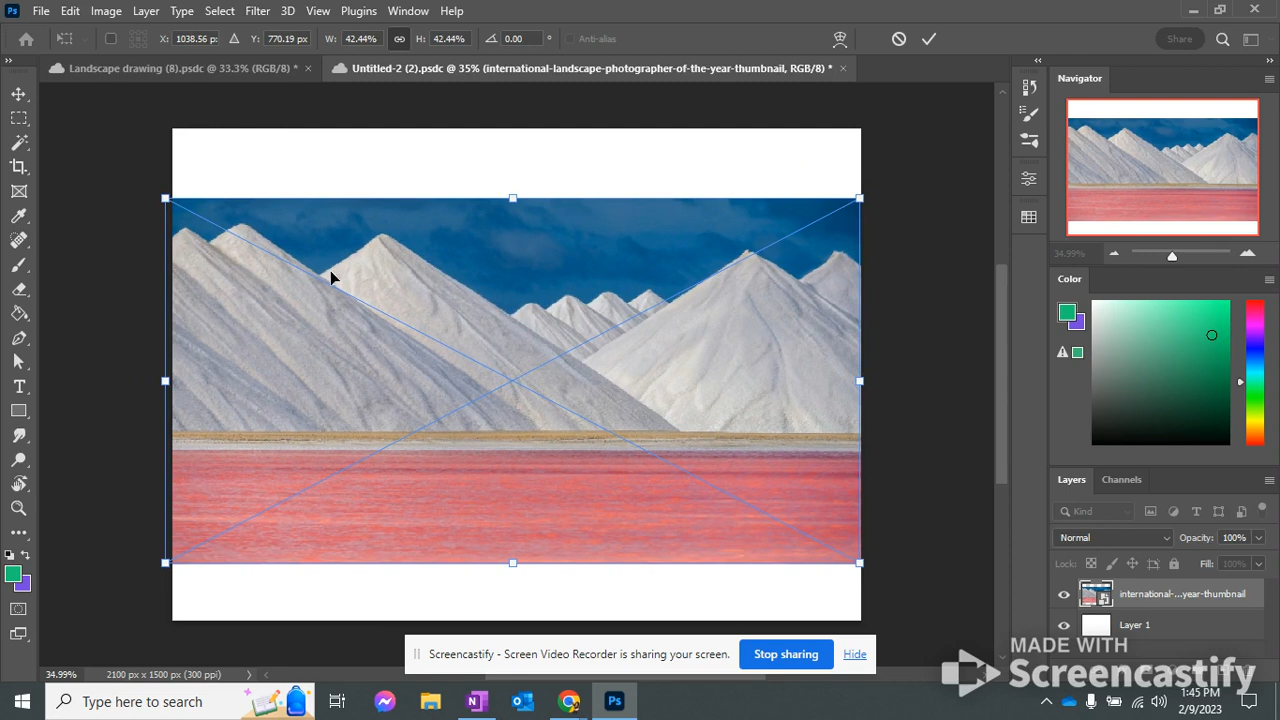 Ps File Edit Image Layer Type Select Filter 3D View Plugins Window Help
X: 1038.56 px Y: 770.19 px W: 42.44% H: 42.44% 0.00 ° Anti-alias Share
Landscape drawing (8).psdc @ 33.3% (RGB/8) * × Untitled-2 (2).psdc @ 35% (international-landscape-photographer-of-the-year-thumbnail, RGB/8) * ×
Navigator
34.99%
Color
Layers Channels
Kind
Normal Opacity: 100%
Lock: Fill: 100%
international-...year-thumbnail
Layer 1
Screencastify - Screen Video Recorder is sharing your screen. Stop sharing Hide
MADE WITH
Screencastify
34.99% 2100 px x 1500 px (300 ppi)
Type here to search
N
Ps
1:45 PM
2/9/2023